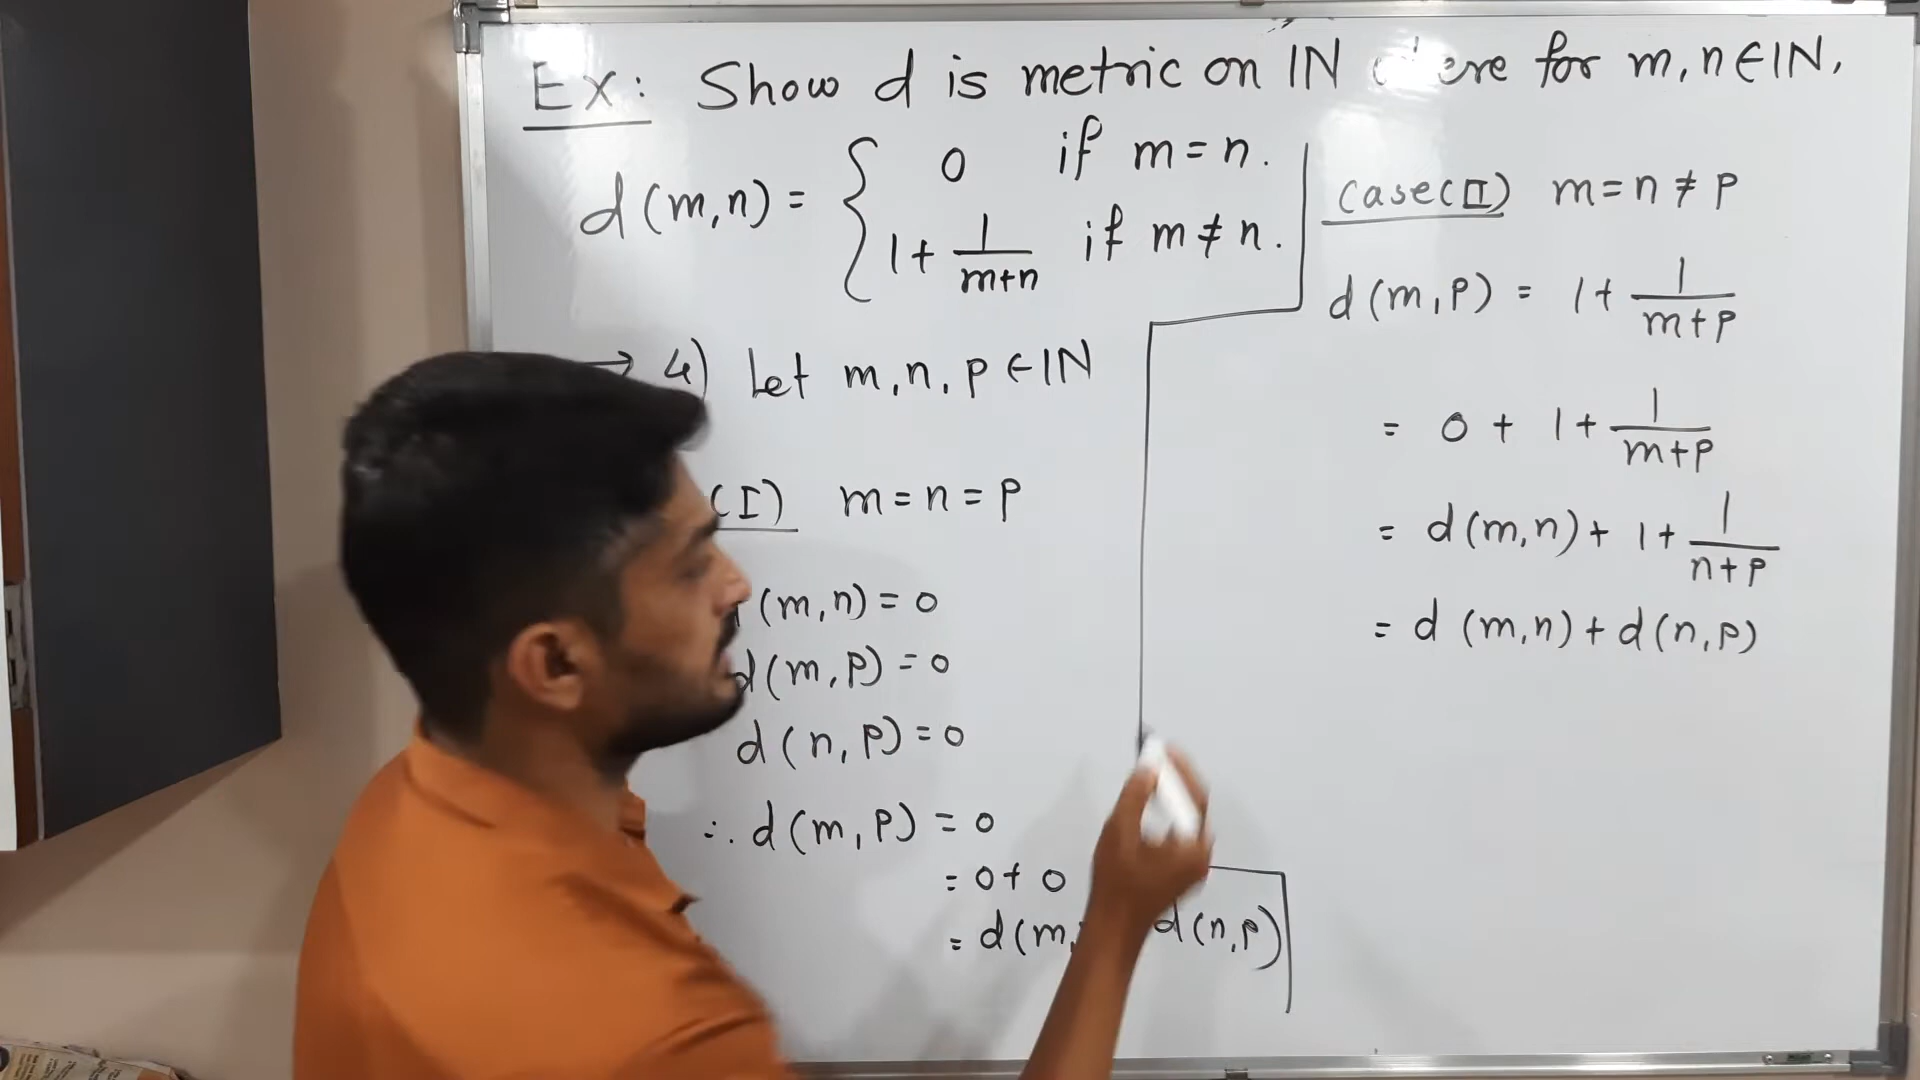 Ex: Show d is metric on IN for m, n ∈ IN,
d(m,n) = { 0 if m = n.
1 + 1/(m+n) if m ≠ n.
→ 4) Let m, n, p ∈ IN
(I) m = n = p
(m,n) = 0
d(m,p) = 0
d(n,p) = 0
∴ d(m,p) = 0
= 0 + 0
= d(m, d(n,p)
Case (II) m = n ≠ p
d(m,p) = 1 + 1/(m+p)
= 0 + 1 + 1/(m+p)
= d(m,n) + 1 + 1/(n+p)
= d(m,n) + d(n,p)